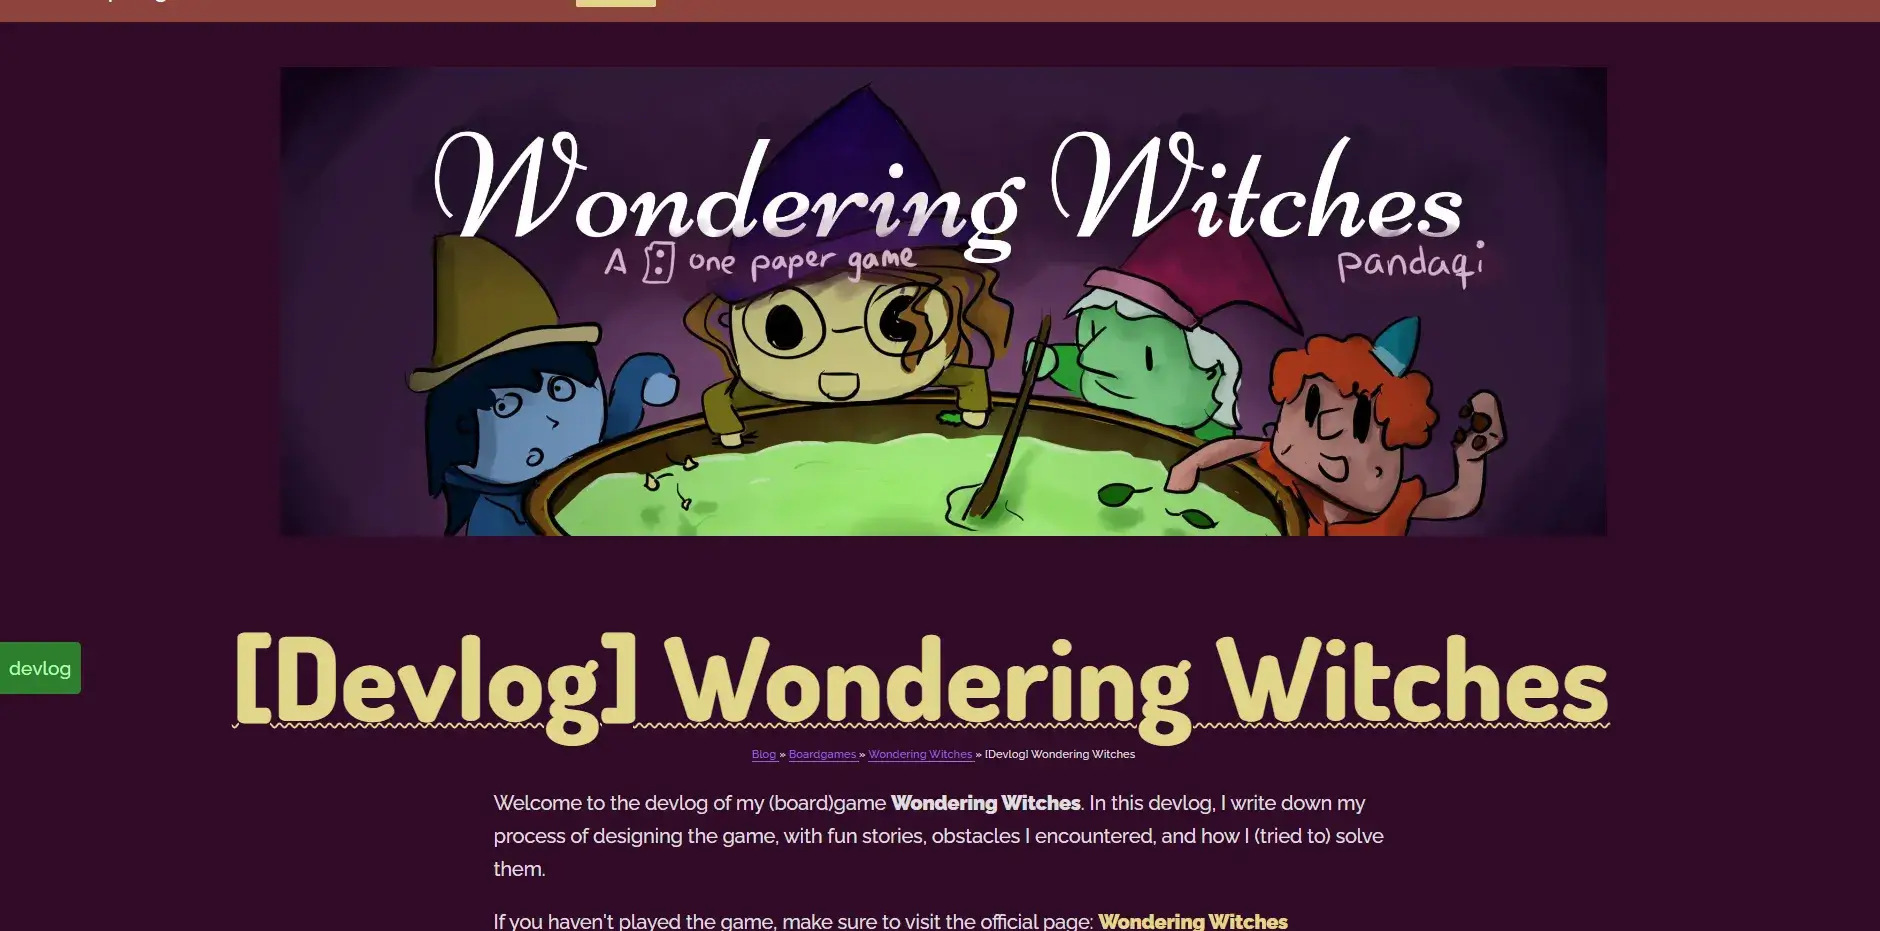 Wondering Witches
A one paper game
pandaqi
devlog
[Devlog] Wondering Witches
Blog » Boardgames » Wondering Witches » [Devlog] Wondering Witches
Welcome to the devlog of my (board)game Wondering Witches. In this devlog, I write down my
process of designing the game, with fun stories, obstacles I encountered, and how I (tried to) solve
them.
If you haven't played the game, make sure to visit the official page: Wondering Witches